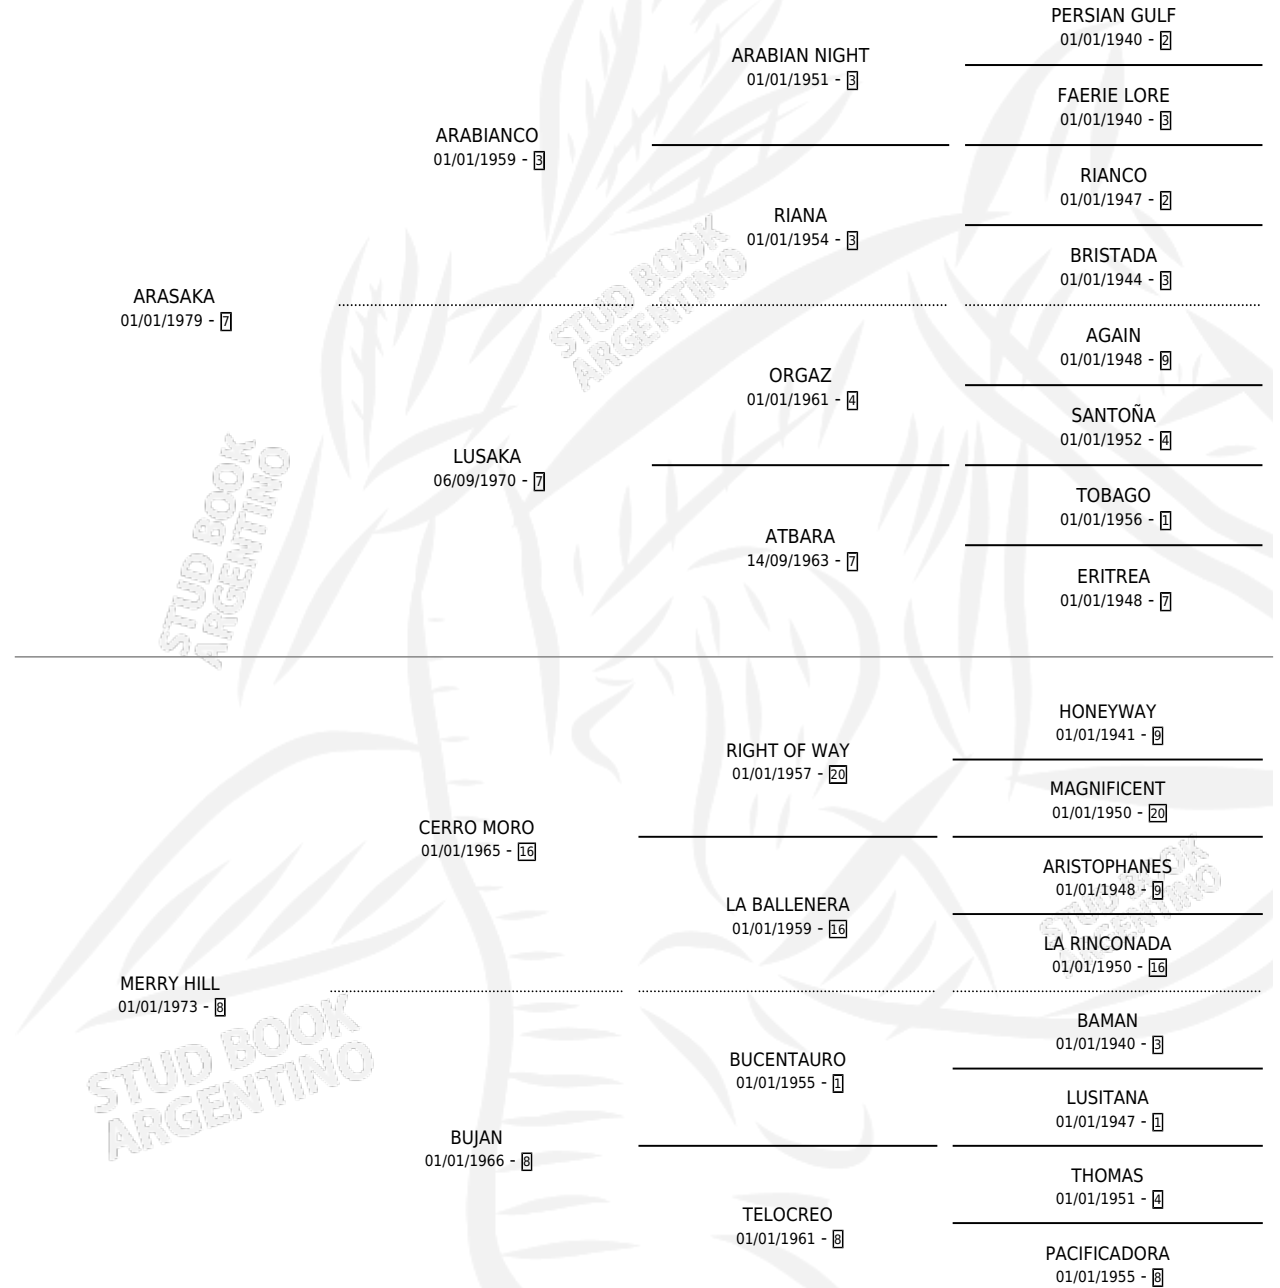 PERSIAN GULF
01/01/1940 - 2
ARABIAN NIGHT
01/01/1951 - 3
FAERIE LORE
01/01/1940 - 3
ARABIANCO
01/01/1959 - 3
RIANCO
01/01/1947 - 2
RIANA
01/01/1954 - 3
BRISTADA
01/01/1944 - 3
ARASAKA
01/01/1979 - 7
AGAIN
01/01/1948 - 9
ORGAZ
01/01/1961 - 4
SANTOÑA
01/01/1952 - 4
LUSAKA
06/09/1970 - 7
TOBAGO
01/01/1956 - 1
ATBARA
14/09/1963 - 7
ERITREA
01/01/1948 - 7
STUD BOOK
ARGENTINO
STUD BOOK
ARGENTINO
HONEYWAY
01/01/1941 - 9
RIGHT OF WAY
01/01/1957 - 20
MAGNIFICENT
01/01/1950 - 20
CERRO MORO
01/01/1965 - 16
ARISTOPHANES
01/01/1948 - 9
LA BALLENERA
01/01/1959 - 16
LA RINCONADA
01/01/1950 - 16
MERRY HILL
01/01/1973 - 8
BAMAN
01/01/1940 - 3
BUCENTAURO
01/01/1955 - 1
LUSITANA
01/01/1947 - 1
BUJAN
01/01/1966 - 8
THOMAS
01/01/1951 - 4
TELOCREO
01/01/1961 - 8
PACIFICADORA
01/01/1955 - 8
STUD BOOK
ARGENTINO
STUD BOOK
ARGENTINO